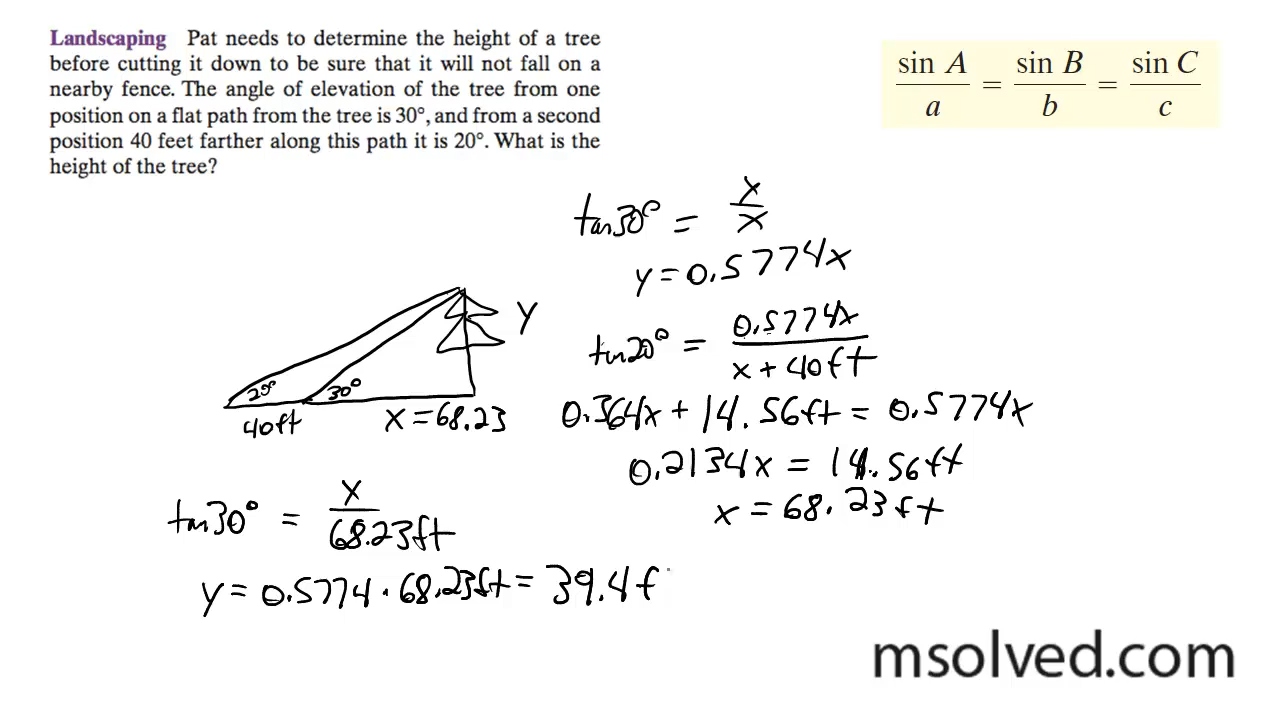 Landscaping Pat needs to determine the height of a tree
before cutting it down to be sure that it will not fall on a
nearby fence. The angle of elevation of the tree from one
position on a flat path from the tree is 30°, and from a second
position 40 feet farther along this path it is 20°. What is the
height of the tree?
sin A / a = sin B / b = sin C / c
tan30° = y / x
y = 0.5774x
tan20° = 0.5774x / x + 40ft
0.364x + 14.56ft = 0.5774x
0.2134x = 14.56ft
x = 68.23ft
y
20°
30°
40ft
x = 68.23
tan30° = y / 68.23ft
y = 0.5774 · 68.23ft = 39.4f
msolved.com